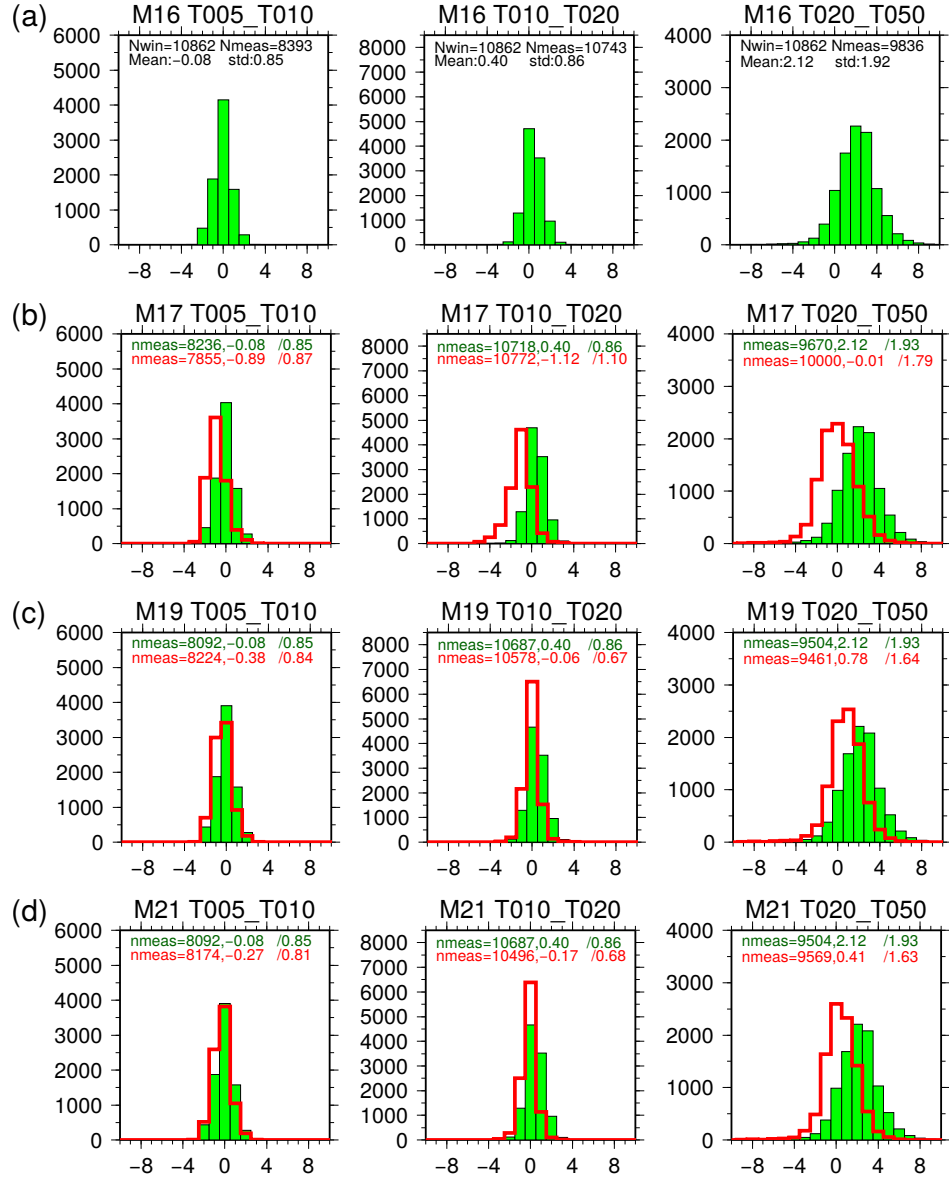 (a)
M16 T005_T010
M16 T010_T020
M16 T020_T050
Nwin=10862 Nmeas=8393
Mean:−0.08 std:0.85
Nwin=10862 Nmeas=10743
Mean:0.40 std:0.86
Nwin=10862 Nmeas=9836
Mean:2.12 std:1.92
6000
5000
4000
3000
2000
1000
0
−8 −4 0 4 8
8000
7000
6000
5000
4000
3000
2000
1000
0
−8 −4 0 4 8
4000
3000
2000
1000
0
−8 −4 0 4 8
(b)
M17 T005_T010
M17 T010_T020
M17 T020_T050
nmeas=8236,−0.08 /0.85
nmeas=7855,−0.89 /0.87
nmeas=10718,0.40 /0.86
nmeas=10772,−1.12 /1.10
nmeas=9670,2.12 /1.93
nmeas=10000,−0.01 /1.79
6000
5000
4000
3000
2000
1000
0
−8 −4 0 4 8
8000
7000
6000
5000
4000
3000
2000
1000
0
−8 −4 0 4 8
4000
3000
2000
1000
0
−8 −4 0 4 8
(c)
M19 T005_T010
M19 T010_T020
M19 T020_T050
nmeas=8092,−0.08 /0.85
nmeas=8224,−0.38 /0.84
nmeas=10687,0.40 /0.86
nmeas=10578,−0.06 /0.67
nmeas=9504,2.12 /1.93
nmeas=9461,0.78 /1.64
6000
5000
4000
3000
2000
1000
0
−8 −4 0 4 8
8000
7000
6000
5000
4000
3000
2000
1000
0
−8 −4 0 4 8
4000
3000
2000
1000
0
−8 −4 0 4 8
(d)
M21 T005_T010
M21 T010_T020
M21 T020_T050
nmeas=8092,−0.08 /0.85
nmeas=8174,−0.27 /0.81
nmeas=10687,0.40 /0.86
nmeas=10496,−0.17 /0.68
nmeas=9504,2.12 /1.93
nmeas=9569,0.41 /1.63
6000
5000
4000
3000
2000
1000
0
−8 −4 0 4 8
8000
7000
6000
5000
4000
3000
2000
1000
0
−8 −4 0 4 8
4000
3000
2000
1000
0
−8 −4 0 4 8